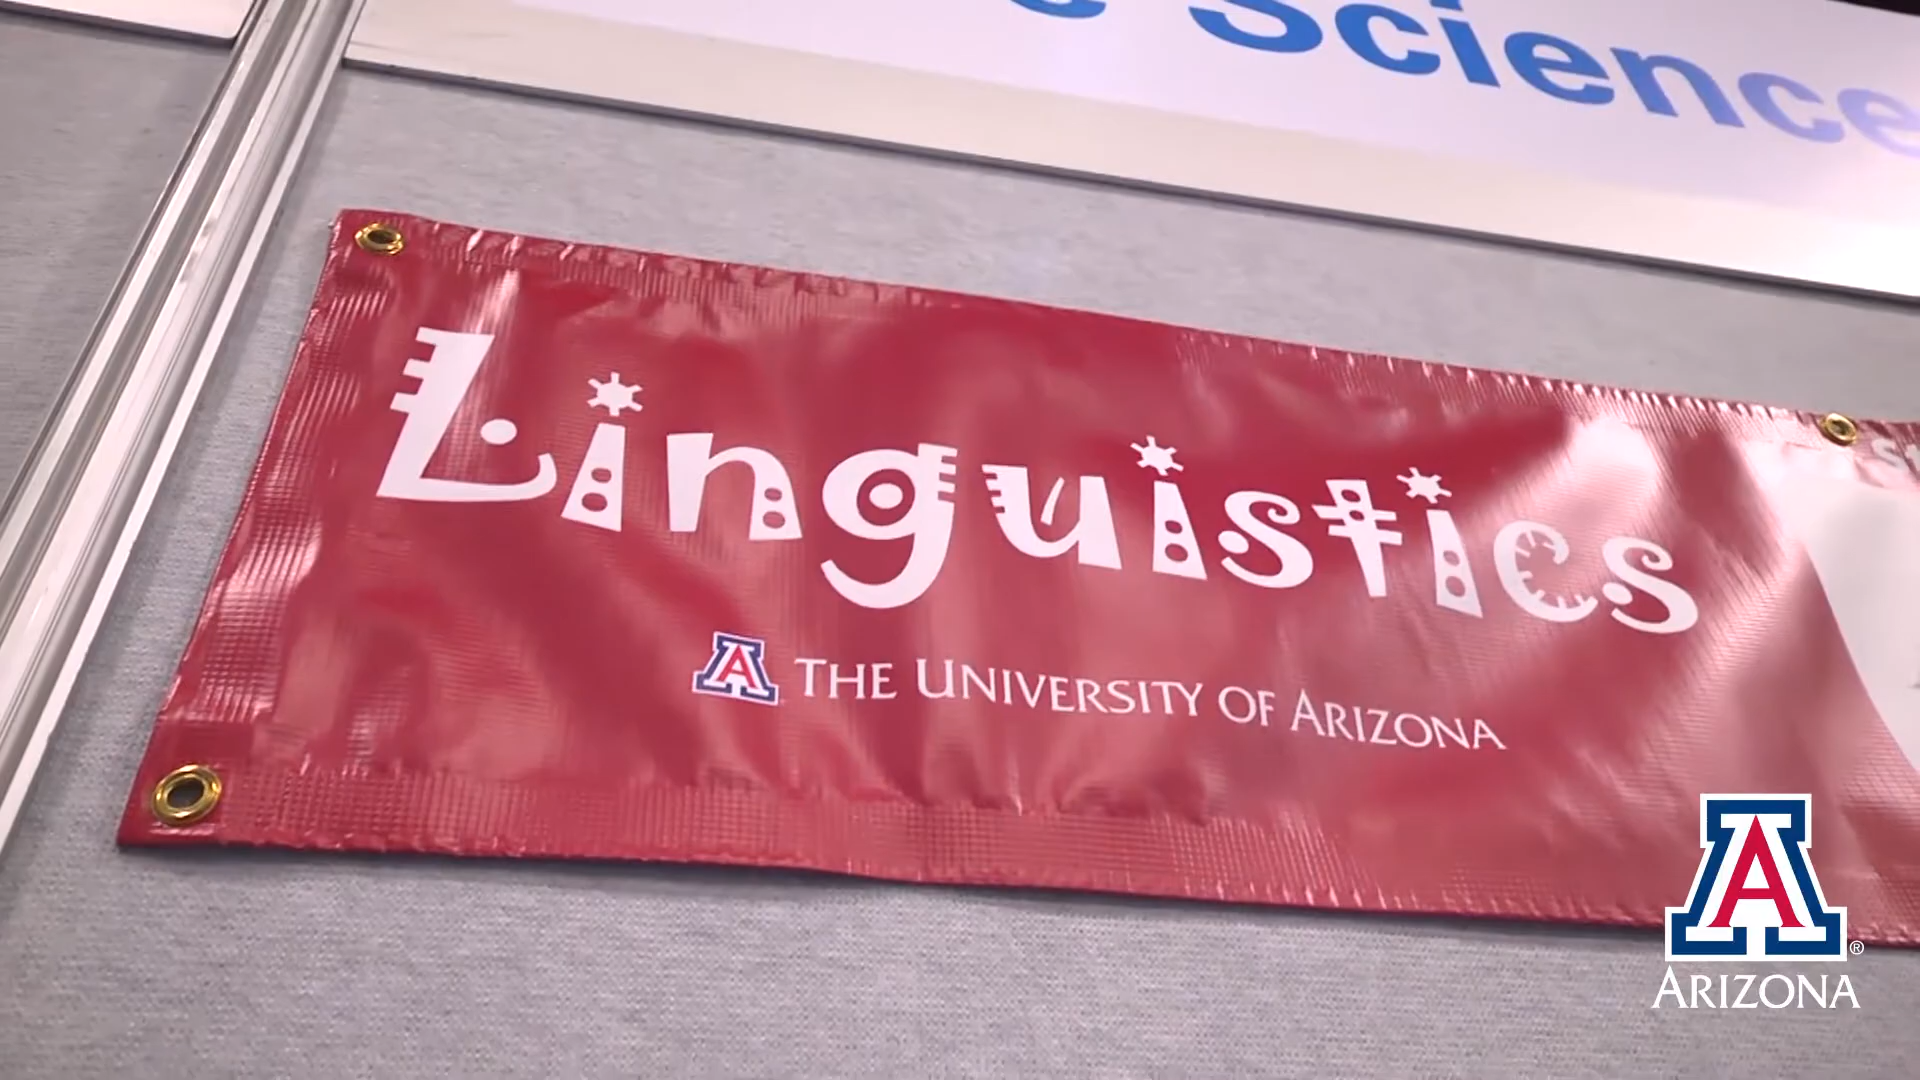 Science
Linguistics
A THE UNIVERSITY OF ARIZONA
A
ARIZONA